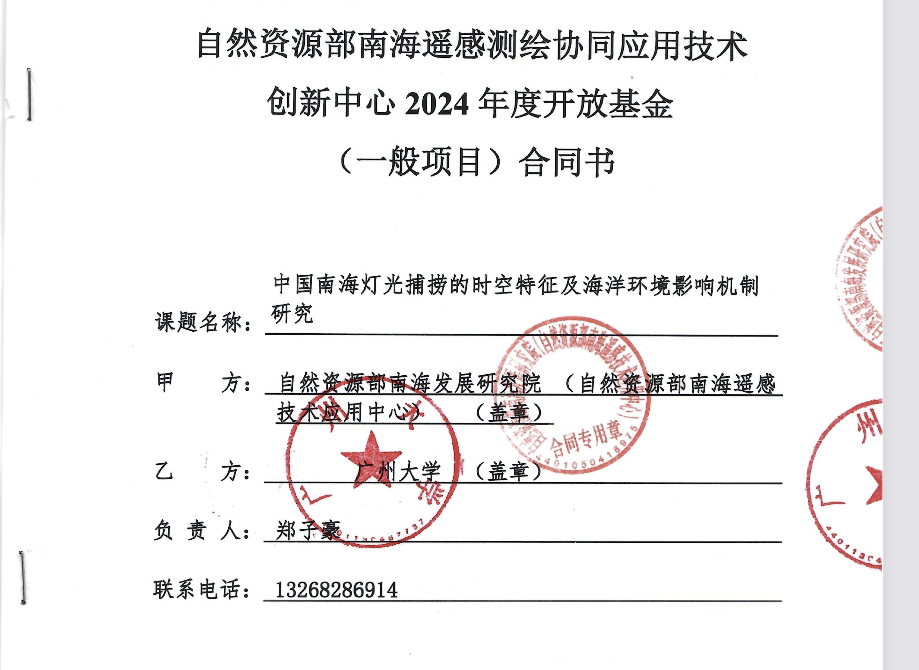 自然资源部南海遥感测绘协同应用技术
创新中心 2024 年度开放基金
（一般项目）合同书
中国南海灯光捕捞的时空特征及海洋环境影响机制
课题名称：研究
甲 方：自然资源部南海发展研究院（自然资源部南海遥感
技术应用中心）（盖章）
合同专用章
乙 方：广州大学（盖章）
广州大学
负 责 人：郑子豪
联系电话：13268286914
广州